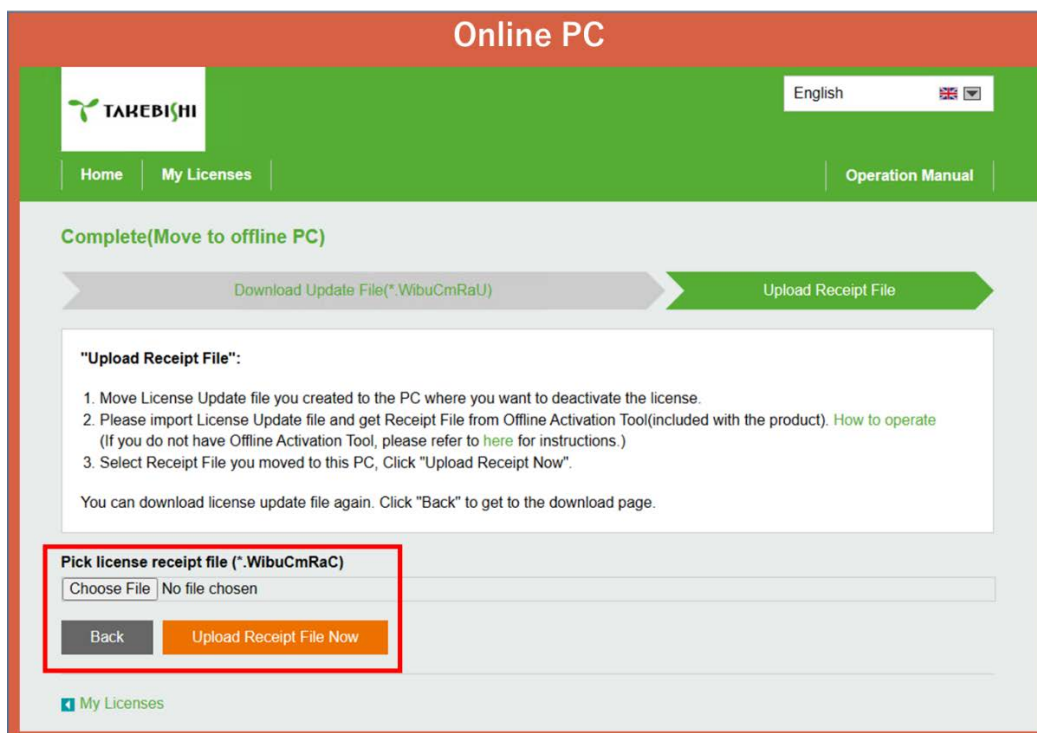 Online PC
TAKEBISHI
English
Home
My Licenses
Operation Manual
Complete(Move to offline PC)
Download Update File(*.WibuCmRaU)
Upload Receipt File
"Upload Receipt File":
1. Move License Update file you created to the PC where you want to deactivate the license.
2. Please import License Update file and get Receipt File from Offline Activation Tool(included with the product). How to operate
(If you do not have Offline Activation Tool, please refer to here for instructions.)
3. Select Receipt File you moved to this PC, Click "Upload Receipt Now".
You can download license update file again. Click "Back" to get to the download page.
Pick license receipt file (*.WibuCmRaC)
Choose File No file chosen
Back
Upload Receipt File Now
My Licenses